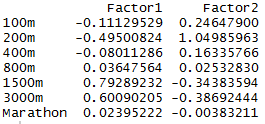 Factor1 Factor2
100m -0.11129529 0.24647900
200m -0.49500824 1.04985963
400m -0.08011286 0.16335766
800m 0.03647564 0.02532830
1500m 0.79289232 -0.34383594
3000m 0.60090205 -0.38692444
Marathon 0.02395222 -0.00383211